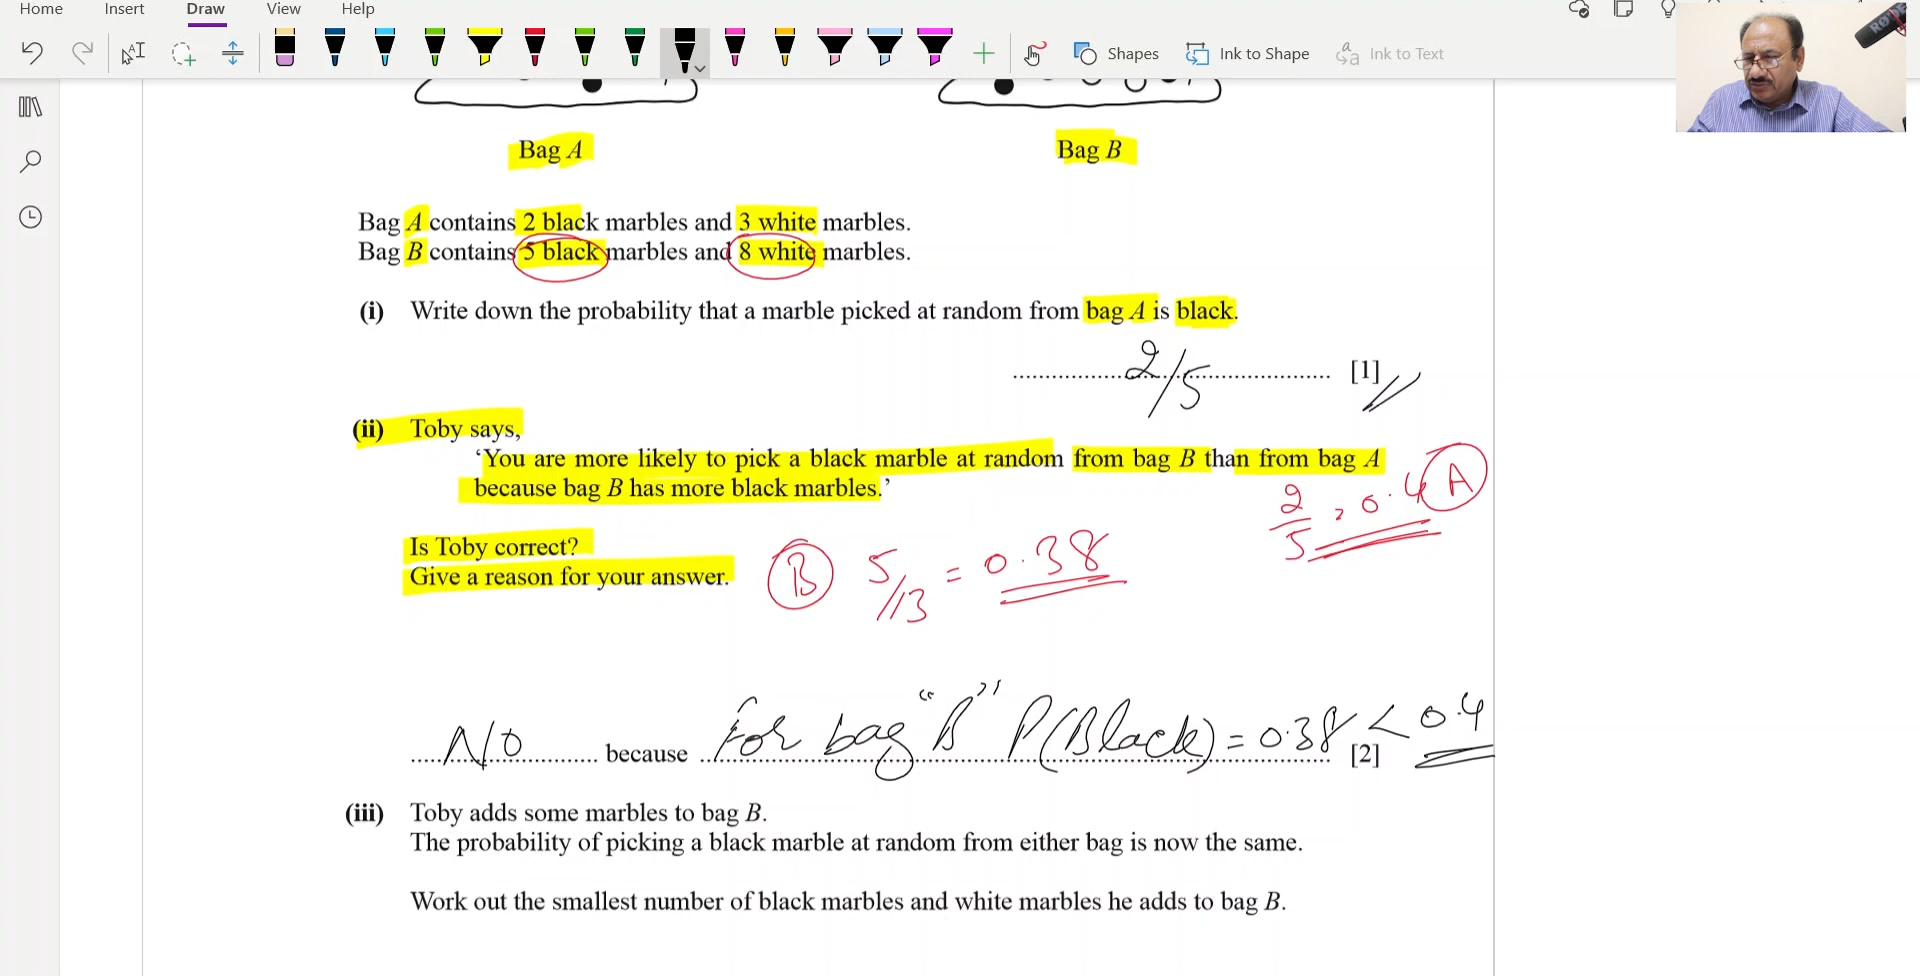 Home Insert Draw View Help
Shapes Ink to Shape Ink to Text
RODE
Bag A Bag B
Bag A contains 2 black marbles and 3 white marbles.
Bag B contains 5 black marbles and 8 white marbles.
(i) Write down the probability that a marble picked at random from bag A is black.
2/5 [1]
(ii) Toby says,
‘You are more likely to pick a black marble at random from bag B than from bag A
because bag B has more black marbles.’
2/5 = 0.4 A
Is Toby correct?
Give a reason for your answer.
B 5/13 = 0.38
No because For bag "B" P(Black) = 0.38 < 0.4 [2]
(iii) Toby adds some marbles to bag B.
The probability of picking a black marble at random from either bag is now the same.
Work out the smallest number of black marbles and white marbles he adds to bag B.